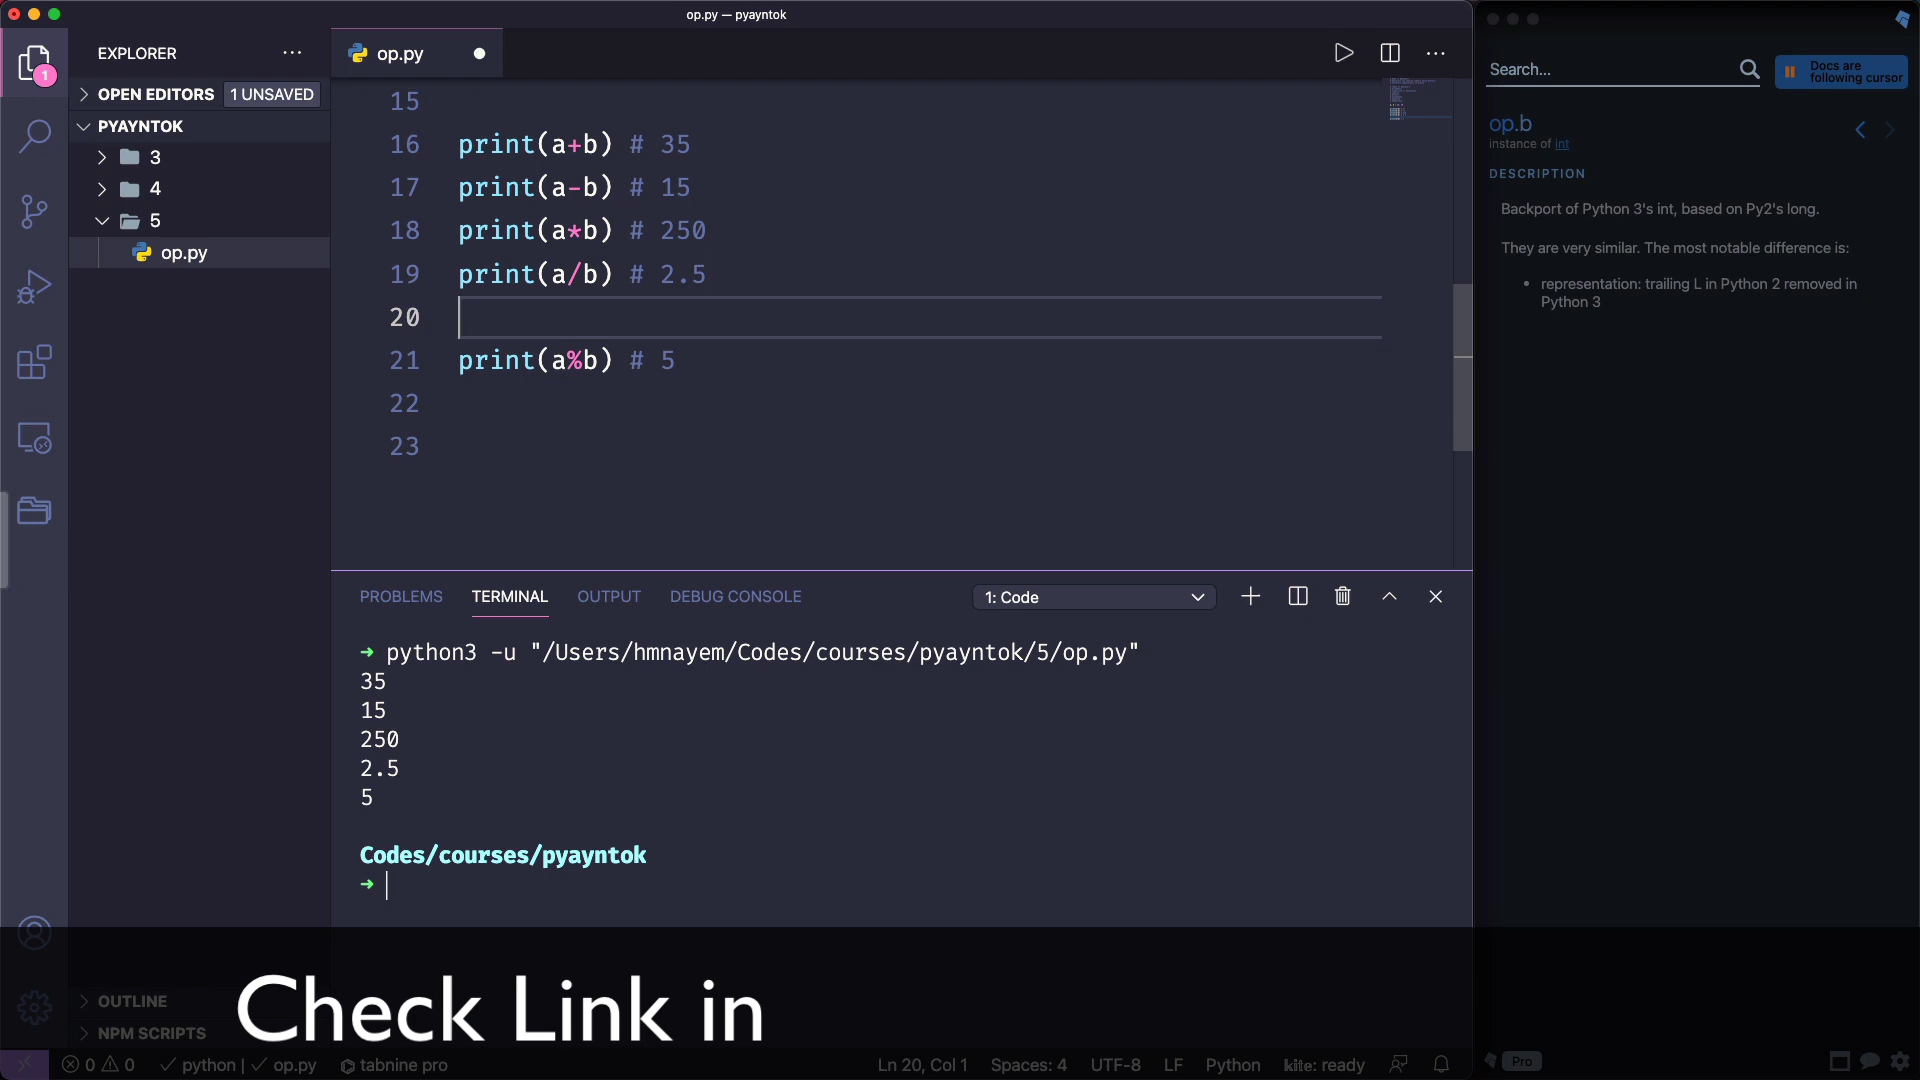 op.py — pyayntok
EXPLORER
OPEN EDITORS 1 UNSAVED
PYAYNTOK
3
4
5
op.py
1
op.py
15
16 print(a+b) # 35
17 print(a-b) # 15
18 print(a*b) # 250
19 print(a/b) # 2.5
20
21 print(a%b) # 5
22
23
PROBLEMS TERMINAL OUTPUT DEBUG CONSOLE 1: Code
➜ python3 -u "/Users/hmnayem/Codes/courses/pyayntok/5/op.py"
35
15
250
2.5
5
Codes/courses/pyayntok
➜
Search...
Docs are
following cursor
op.b
instance of int
DESCRIPTION
Backport of Python 3's int, based on Py2's long.
They are very similar. The most notable difference is:
• representation: trailing L in Python 2 removed in
Python 3
OUTLINE
NPM SCRIPTS
Check Link in
0 0 python | op.py tabnine pro Ln 20, Col 1 Spaces: 4 UTF-8 LF Python kite: ready Pro